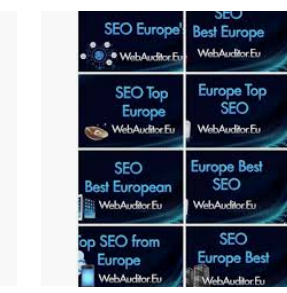 SEO Europe'
WebAuditor.Eu
SEO
Best Europe
WebAuditor.Eu
SEO Top
Europe
WebAuditor.Eu
Europe Top
SEO
WebAuditor.Eu
SEO
Best European
WebAuditor.Eu
Europe Best
SEO
WebAuditor.Eu
op SEO from
Europe
WebAuditor.Eu
SEO
Europe Best
WebAuditor.Eu